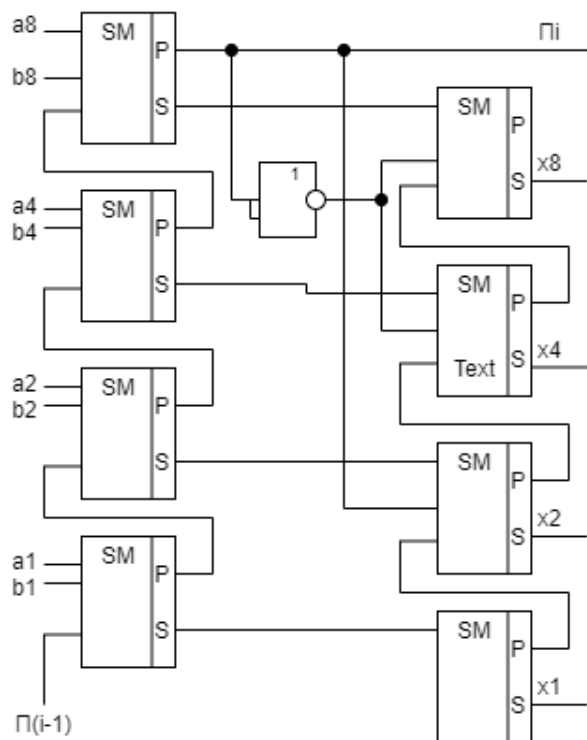 a8 SM P Пi
b8 S SM P
1 x8
S
a4 SM
b4 P
S SM P
x4
Text S
a2 SM
b2 P
S SM P
x2
S
a1 SM
b1 P
S SM P
x1
S
П(i-1)